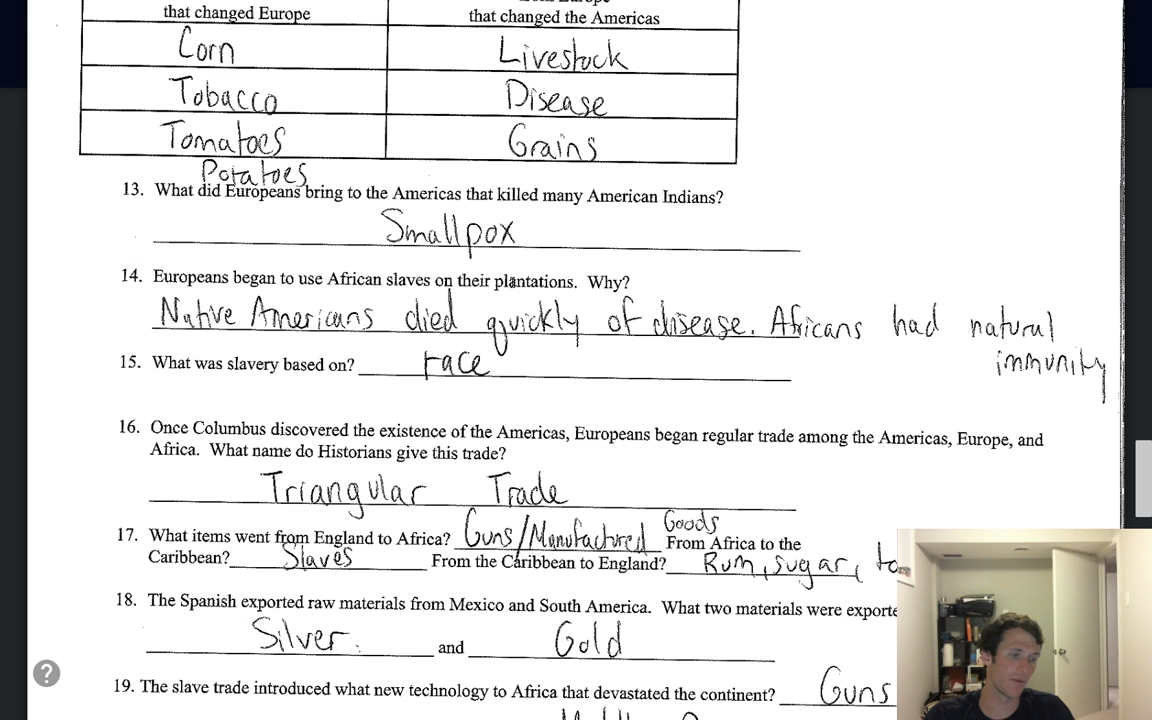 that changed Europe that changed the Americas
Corn Livestock
Tobacco Disease
Tomatoes Grains
Potatoes
13. What did Europeans bring to the Americas that killed many American Indians?
Smallpox
14. Europeans began to use African slaves on their plantations. Why?
Native Americans died quickly of disease. Africans had natural
immunity
15. What was slavery based on? race
16. Once Columbus discovered the existence of the Americas, Europeans began regular trade among the Americas, Europe, and
Africa. What name do Historians give this trade?
Triangular Trade
Goods
17. What items went from England to Africa? Guns/Manufactured From Africa to the
Caribbean? Slaves From the Caribbean to England? Rum, sugar,
18. The Spanish exported raw materials from Mexico and South America. What two materials were exporte
Silver and Gold
19. The slave trade introduced what new technology to Africa that devastated the continent? Guns
?